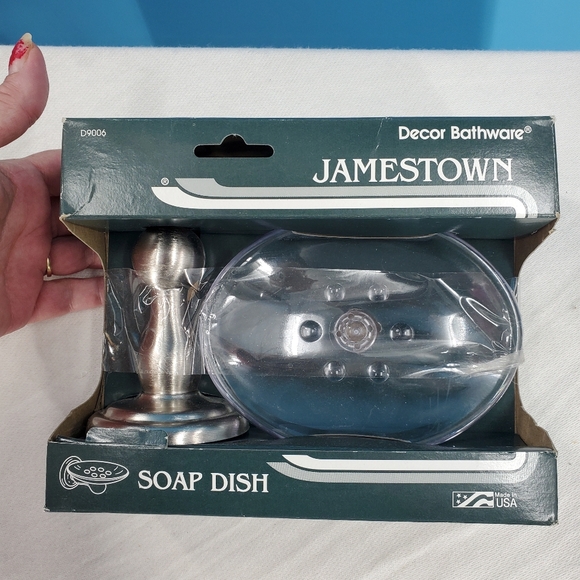 D9006
Decor Bathware®
JAMESTOWN
®
SOAP DISH
Made in
USA